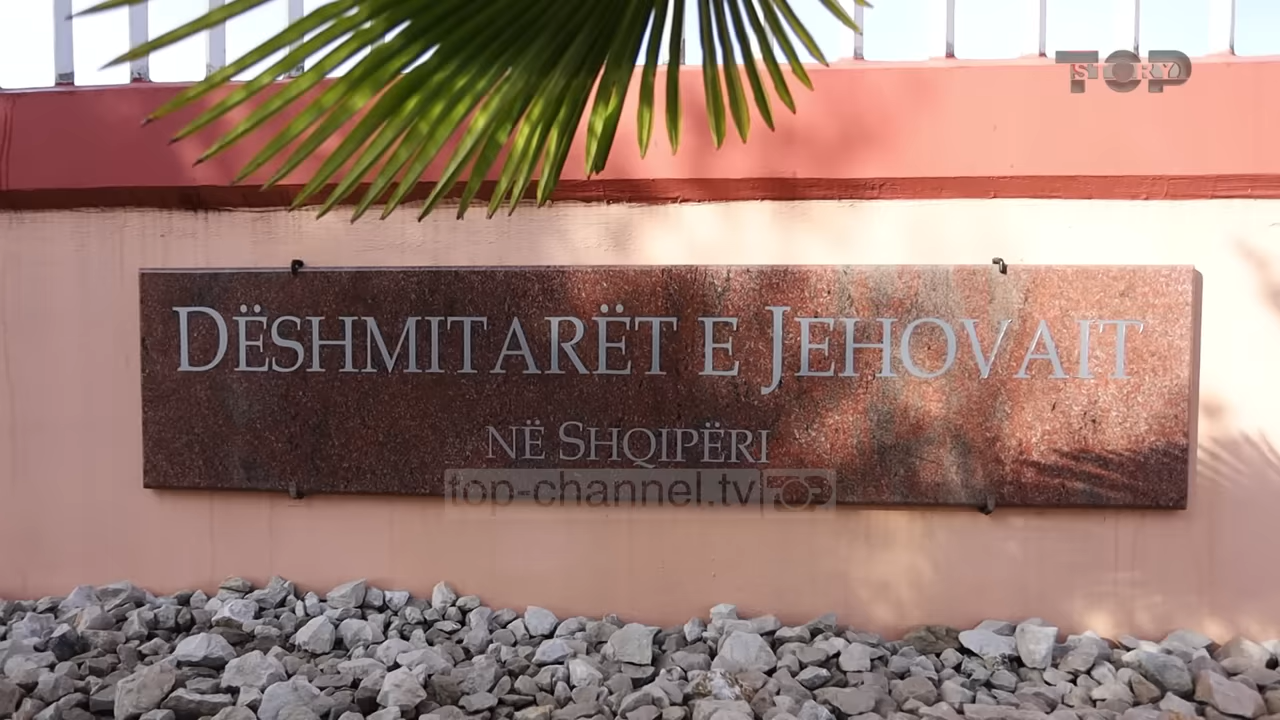 TOP
STORY
DËSHMITARËT E JEHOVAIT
NË SHQIPËRI
top-channel.tv